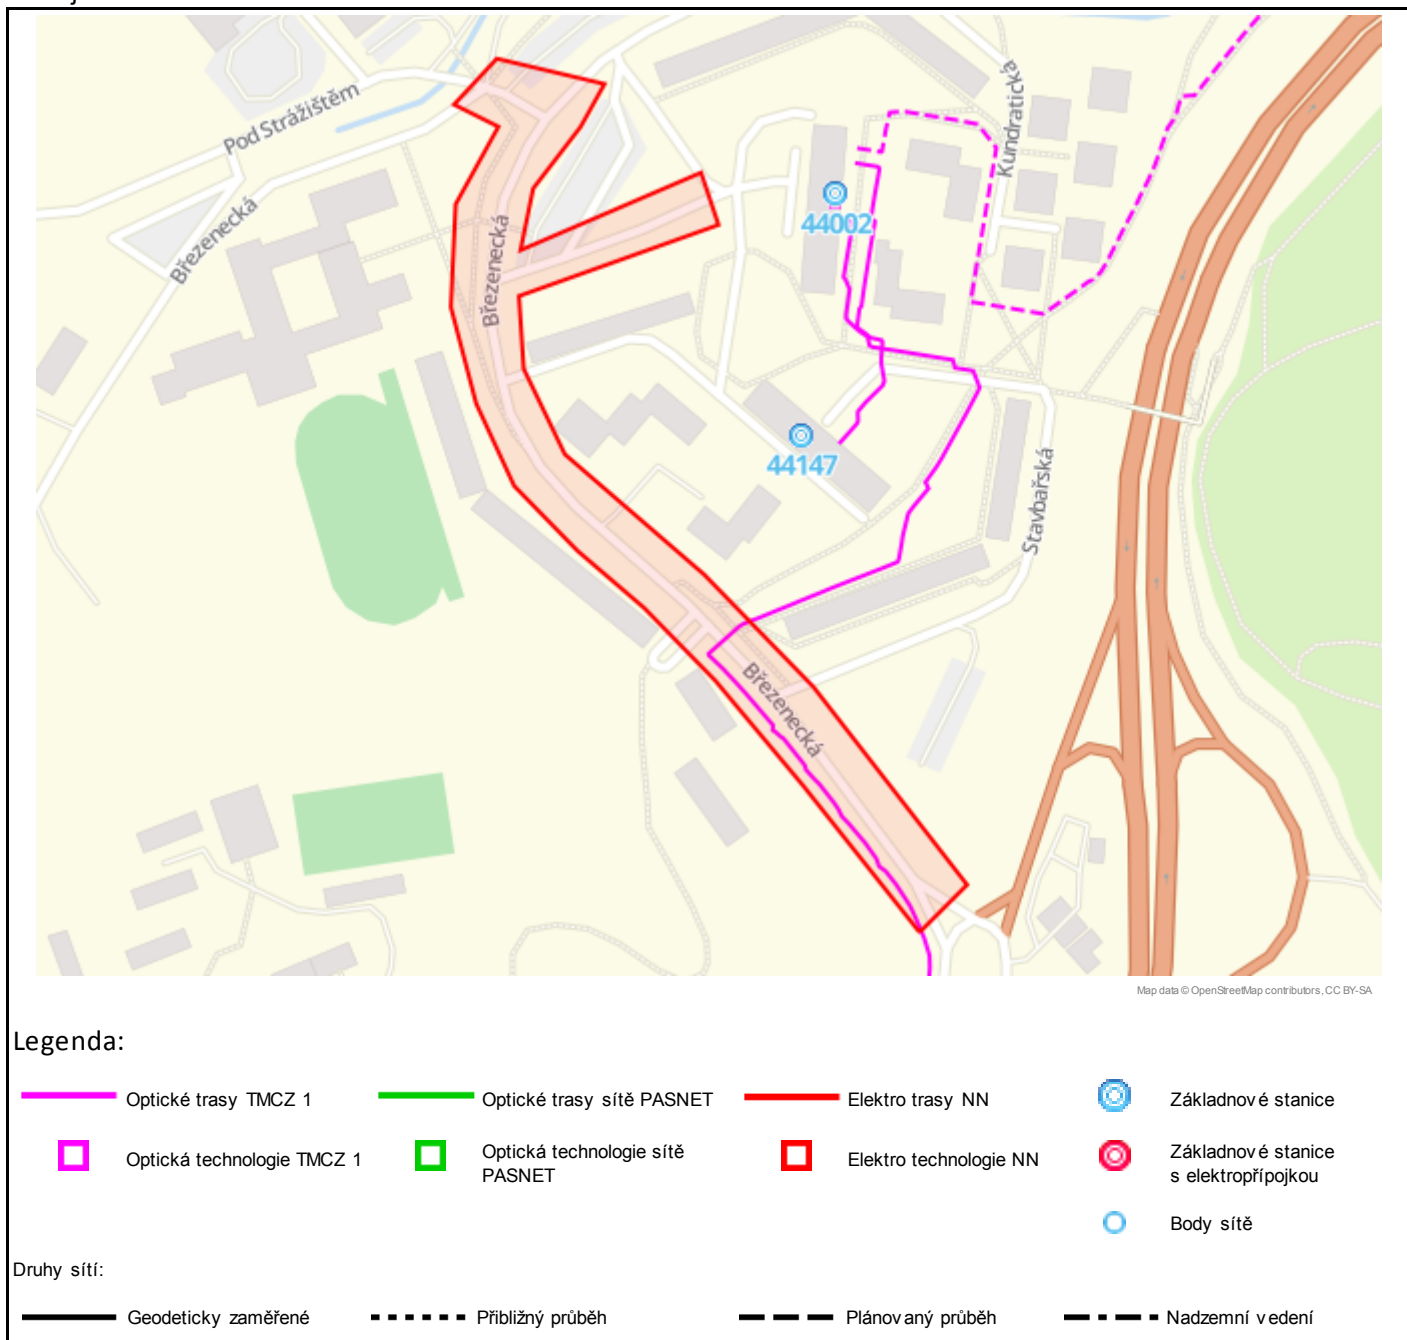 Pod Strážištěm
Březenecká
Březenecká
Kundratická
44002
44147
Stavbařská
Březenecká
Map data © OpenStreetMap contributors, CC BY-SA
Legenda:
Optické trasy TMCZ 1
Optické trasy sítě PASNET
Elektro trasy NN
Základnové stanice
Optická technologie TMCZ 1
Optická technologie sítě
PASNET
Elektro technologie NN
Základnové stanice
s elektropřípojkou
Body sítě
Druhy sítí:
Geodeticky zaměřené
Přibližný průběh
Plánovaný průběh
Nadzemní vedení